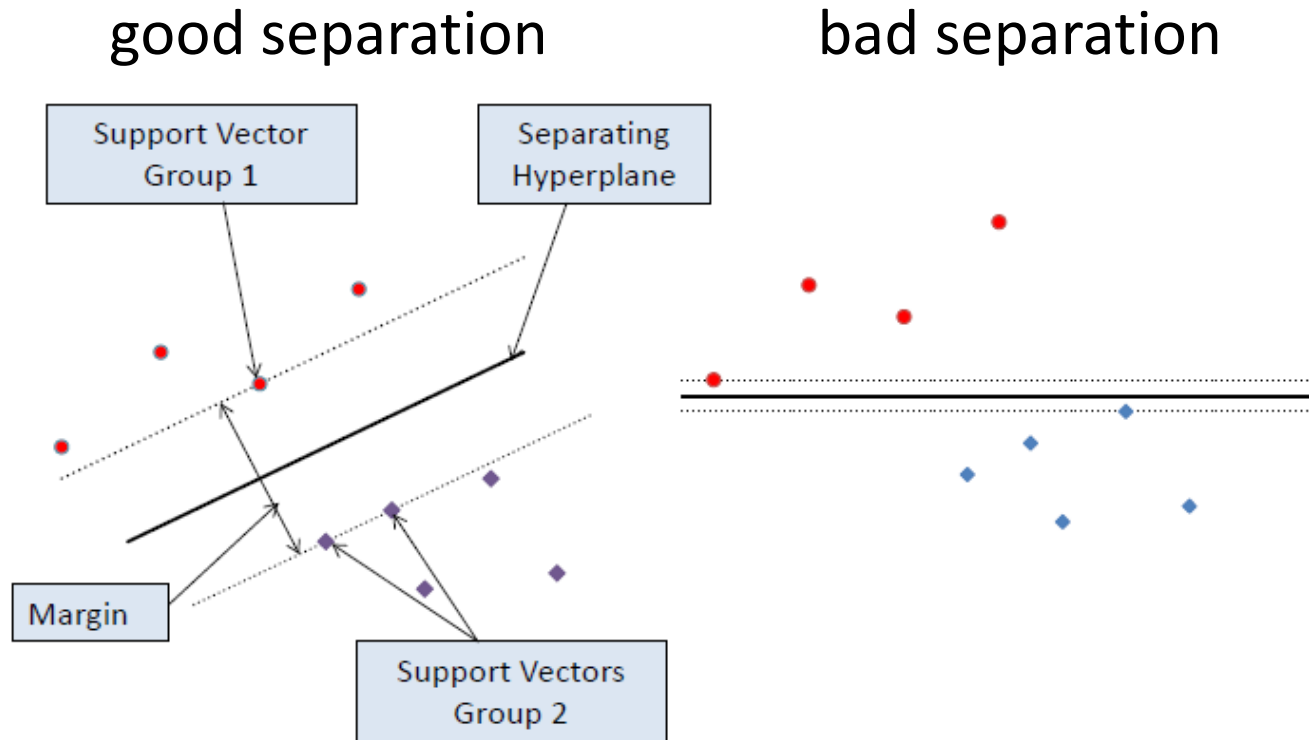 good separation
bad separation
Support Vector
Group 1
Separating
Hyperplane
Margin
Support Vectors
Group 2